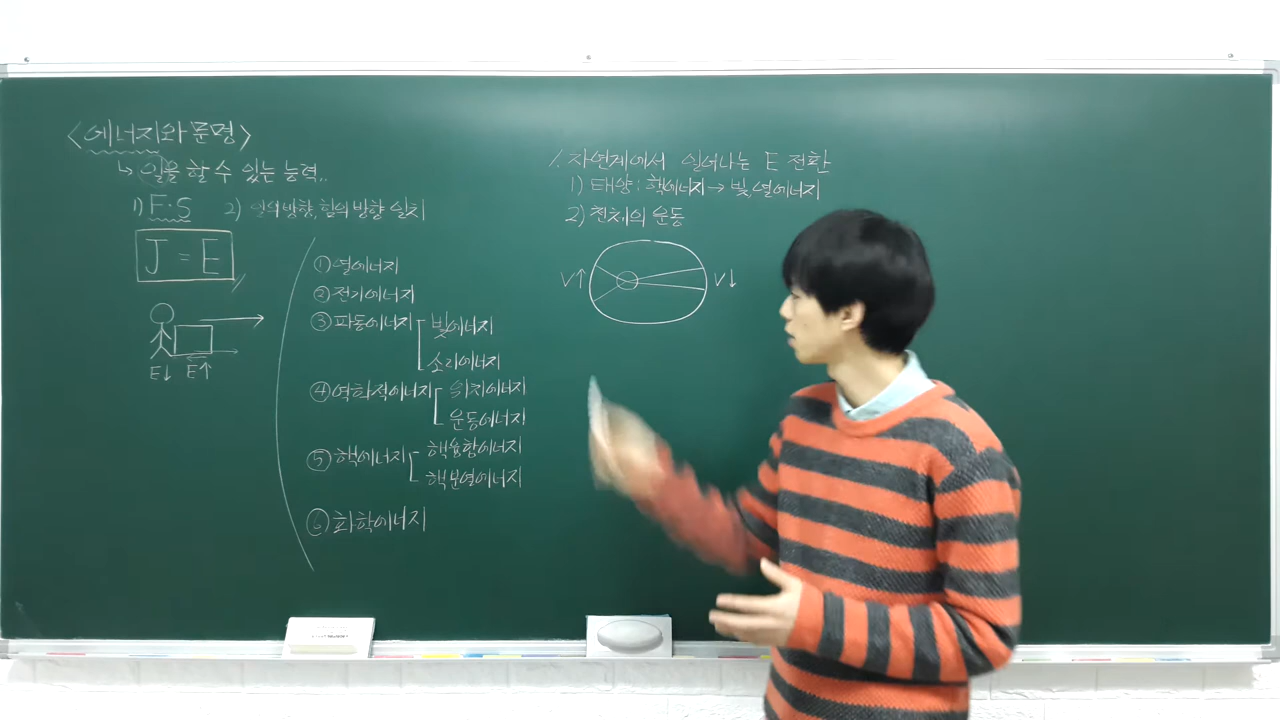 <에너지와 문명>
↳ 일을 할 수 있는 능력..
1) F·S 2) 일의 방향, 힘의 방향 일치
J = E
E↓ E↑
① 열에너지
② 전기에너지
③ 파동에너지 빛에너지
소리에너지
④ 역학적에너지 위치에너지
운동에너지
⑤ 핵에너지 핵융합에너지
핵분열에너지
⑥ 화학에너지
1. 자연계에서 일어나는 E 전환
1) 태양 : 핵에너지 → 빛, 열에너지
2) 천체의 운동
V↑ V↓